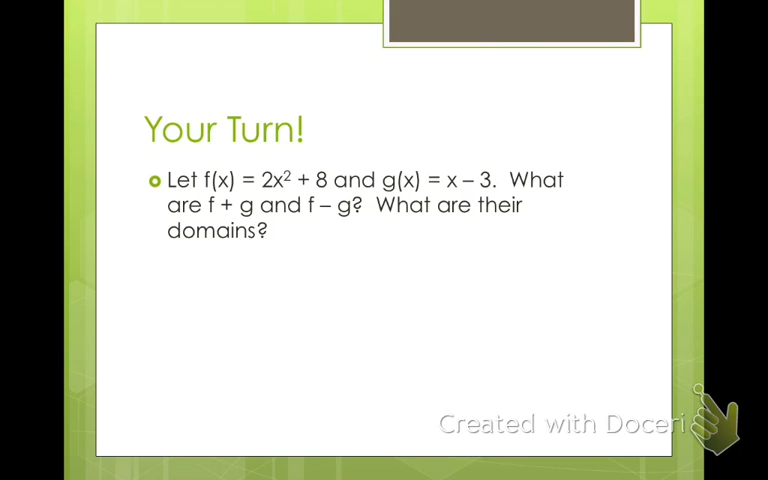 Your Turn!
Let f(x) = 2x² + 8 and g(x) = x – 3. What
are f + g and f – g? What are their
domains?
Created with Doceri